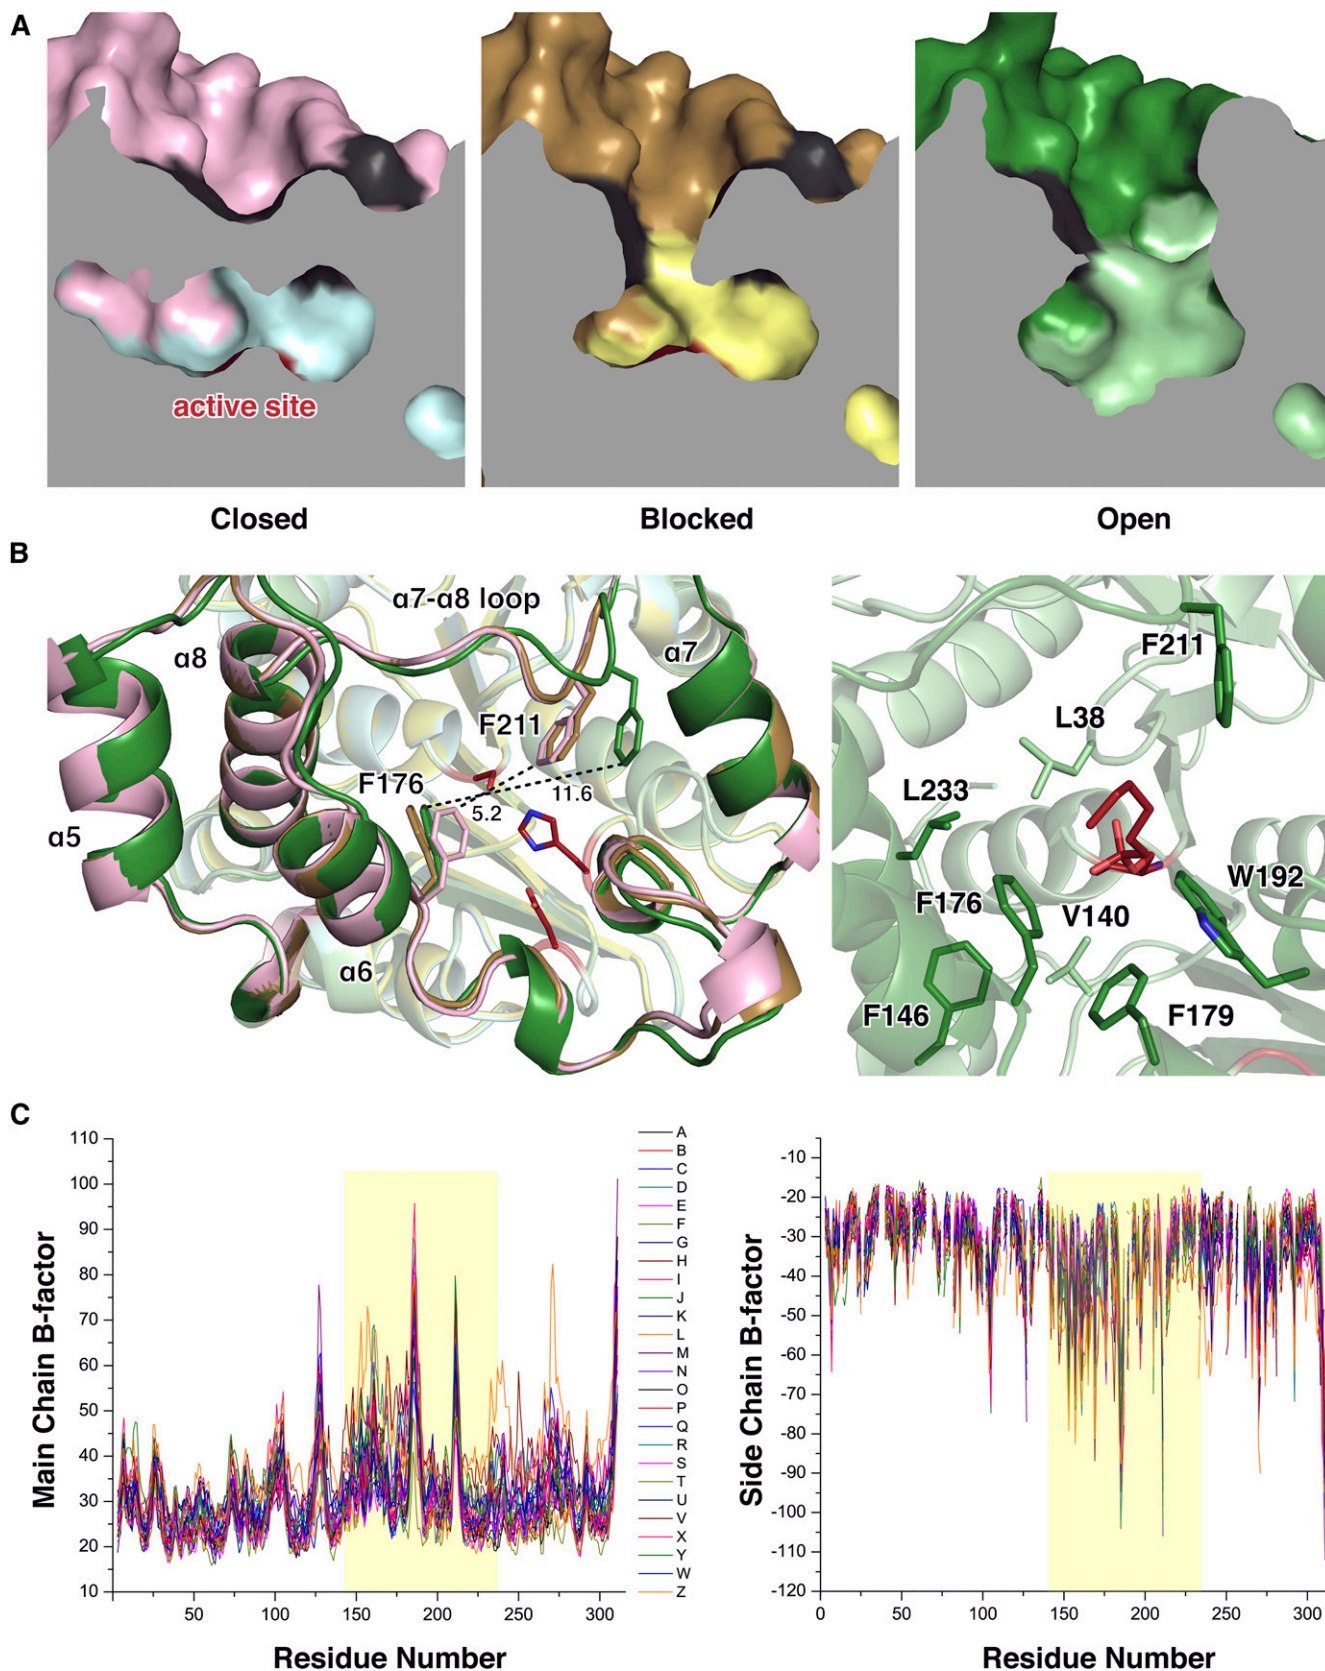 A
active site
Closed
Blocked
Open
B
α7-α8 loop
α8
α7
F211
F176
11.6
5.2
α5
α6
F211
L38
L233
F176
V140
W192
F146
F179
C
110
100
90
80
70
60
50
40
30
20
10
50
100
150
200
250
300
Main Chain B-factor
Residue Number
A
B
C
D
E
F
G
H
I
J
K
L
M
N
O
P
Q
R
S
T
U
V
X
Y
W
Z
-10
-20
-30
-40
-50
-60
-70
-80
-90
-100
-110
-120
0
50
100
150
200
250
300
Side Chain B-factor
Residue Number